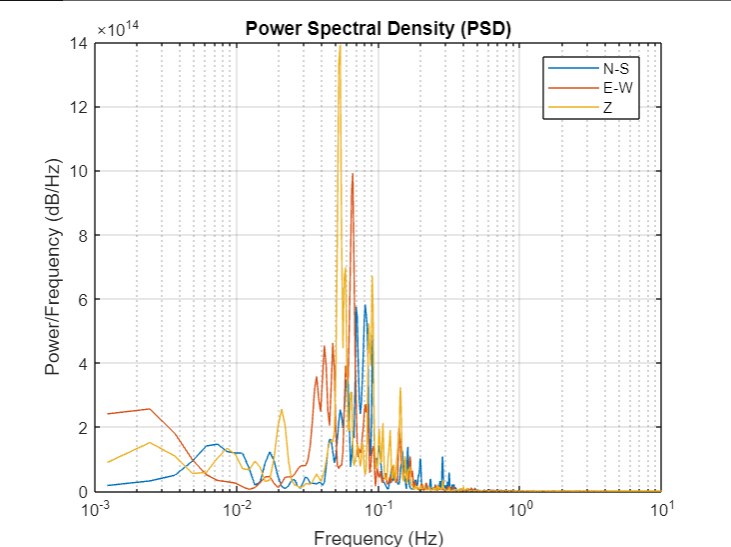 ×10^14
Power Spectral Density (PSD)
14
12
10
8
6
4
2
0
Power/Frequency (dB/Hz)
N-S
E-W
Z
10^-3
10^-2
10^-1
10^0
10^1
Frequency (Hz)